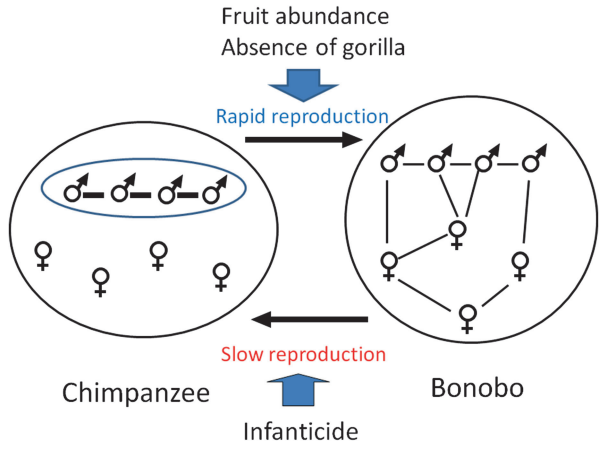 Fruit abundance
Absence of gorilla
Rapid reproduction
Slow reproduction
Chimpanzee
Bonobo
Infanticide